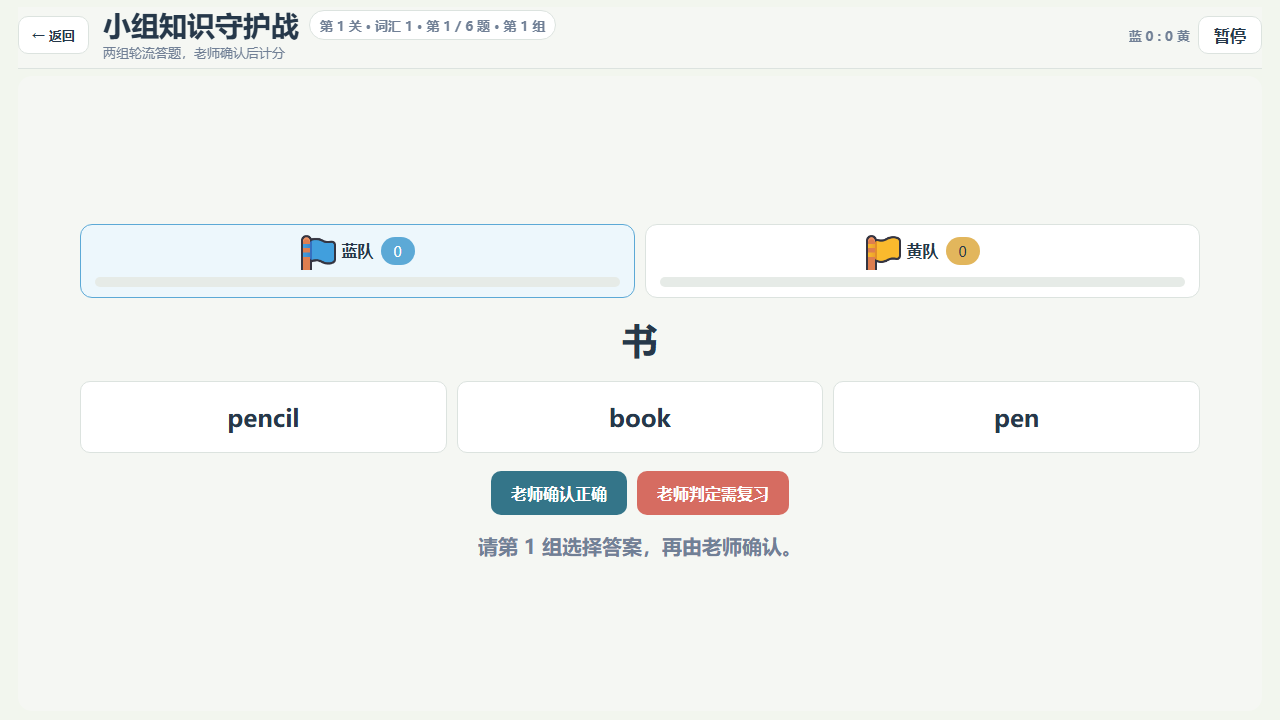 ← 返回
小组知识守护战
第 1 关 • 词汇 1 • 第 1 / 6 题 • 第 1 组
两组轮流答题，老师确认后计分
蓝 0 : 0 黄
暂停
蓝队 0
黄队 0
书
pencil
book
pen
老师确认正确
老师判定需复习
请第 1 组选择答案，再由老师确认。